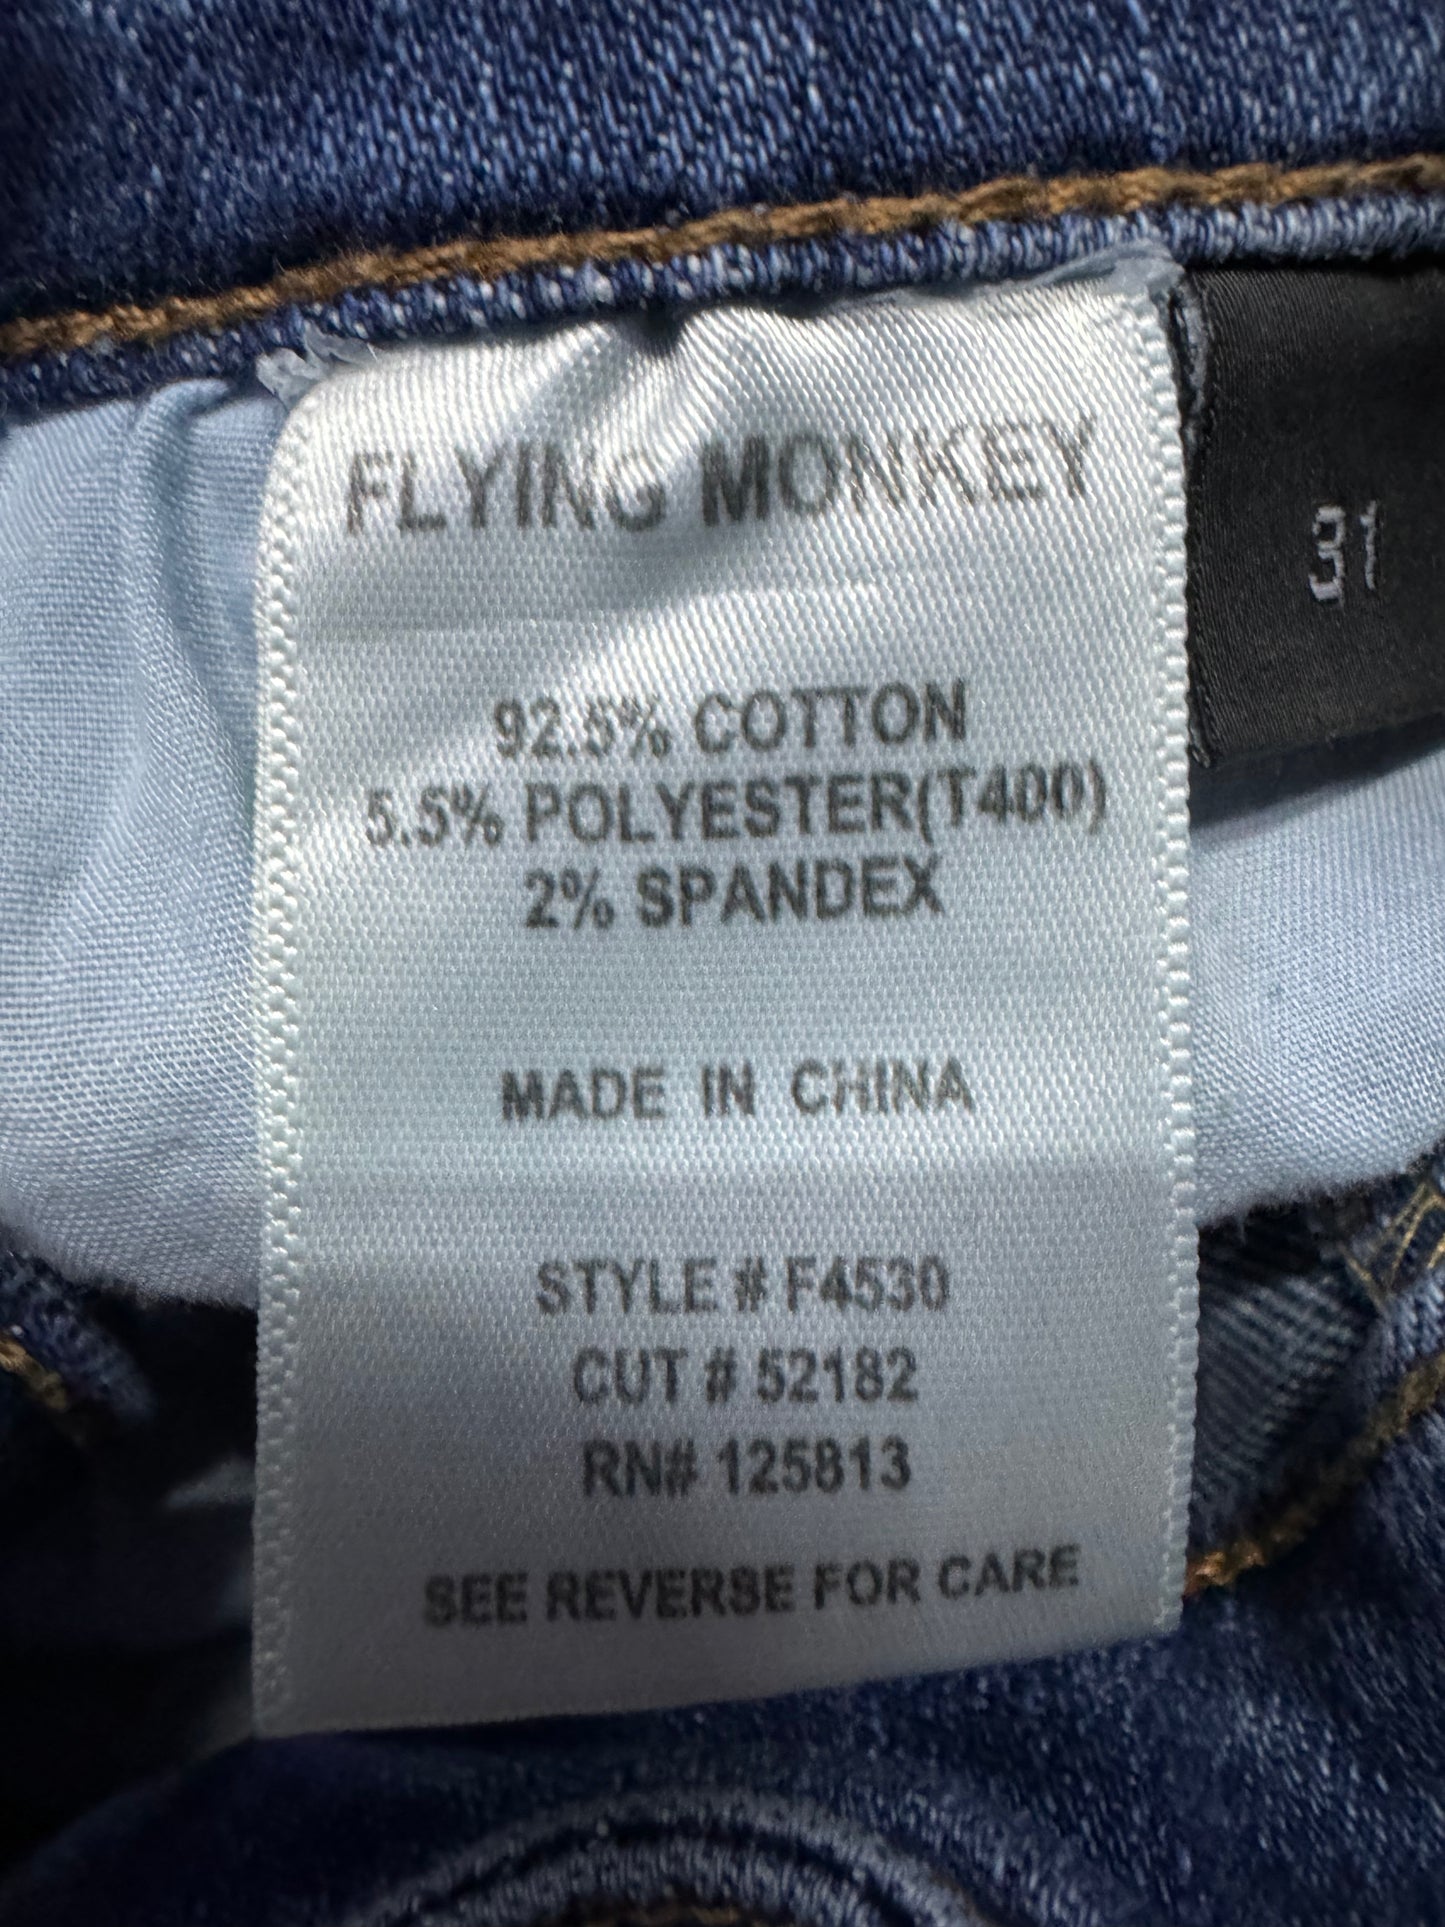 FLYING MONKEY
31
92.5% COTTON
5.5% POLYESTER(T400)
2% SPANDEX
MADE IN CHINA
STYLE # F4530
CUT # 52182
RN# 125813
SEE REVERSE FOR CARE